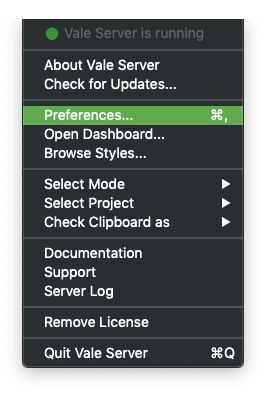 Vale Server is running
About Vale Server
Check for Updates...
Preferences... ⌘,
Open Dashboard...
Browse Styles...
Select Mode ▶
Select Project ▶
Check Clipboard as ▶
Documentation
Support
Server Log
Remove License
Quit Vale Server ⌘Q